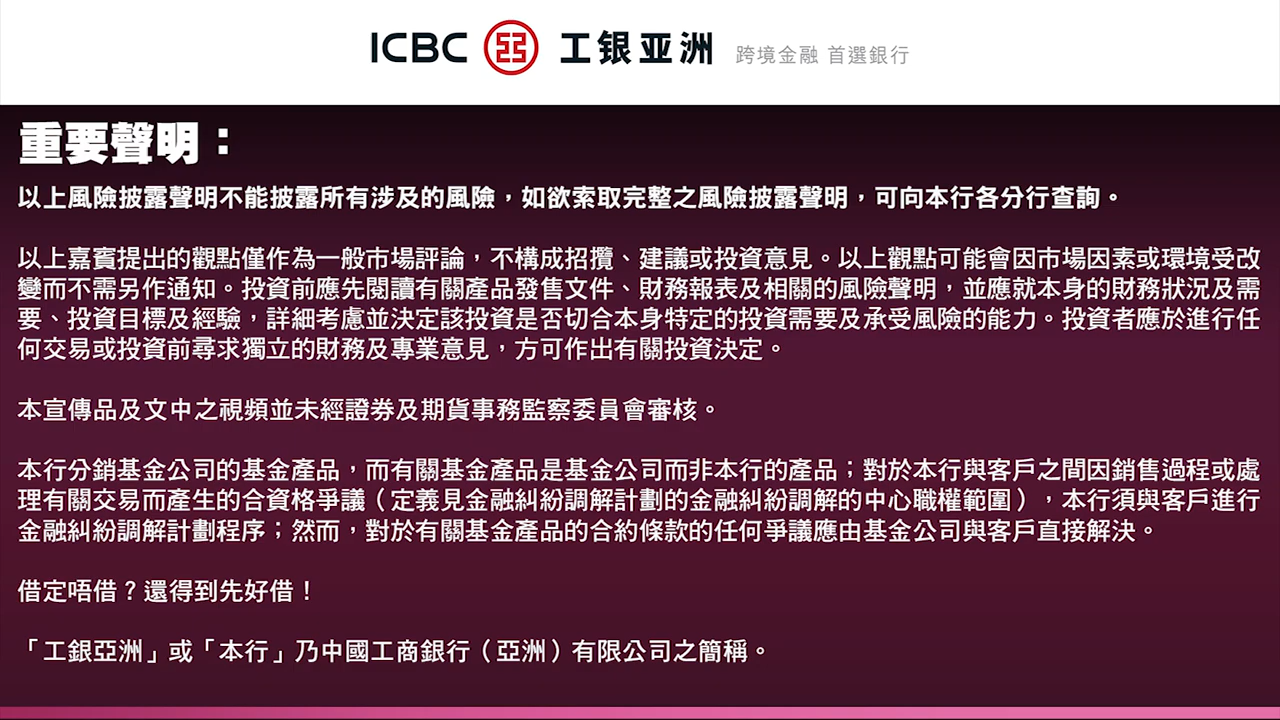 ICBC 工银亚洲 跨境金融 首選銀行
重要聲明：
以上風險披露聲明不能披露所有涉及的風險，如欲索取完整之風險披露聲明，可向本行各分行查詢。
以上嘉賓提出的觀點僅作為一般市場評論，不構成招攬、建議或投資意見。以上觀點可能會因市場因素或環境受改
變而不需另作通知。投資前應先閱讀有關產品發售文件、財務報表及相關的風險聲明，並應就本身的財務狀況及需
要、投資目標及經驗，詳細考慮並決定該投資是否切合本身特定的投資需要及承受風險的能力。投資者應於進行任
何交易或投資前尋求獨立的財務及專業意見，方可作出有關投資決定。
本宣傳品及文中之視頻並未經證券及期貨事務監察委員會審核。
本行分銷基金公司的基金產品，而有關基金產品是基金公司而非本行的產品；對於本行與客戶之間因銷售過程或處
理有關交易而產生的合資格爭議（定義見金融糾紛調解計劃的金融糾紛調解的中心職權範圍），本行須與客戶進行
金融糾紛調解計劃程序；然而，對於有關基金產品的合約條款的任何爭議應由基金公司與客戶直接解決。
借定唔借？還得到先好借！
「工銀亞洲」或「本行」乃中國工商銀行（亞洲）有限公司之簡稱。